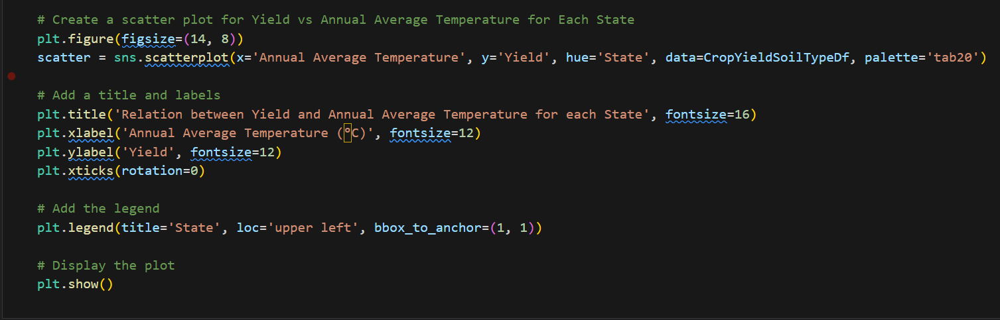 # Create a scatter plot for Yield vs Annual Average Temperature for Each State
plt.figure(figsize=(14, 8))
scatter = sns.scatterplot(x='Annual Average Temperature', y='Yield', hue='State', data=CropYieldSoilTypeDf, palette='tab20')
# Add a title and labels
plt.title('Relation between Yield and Annual Average Temperature for each State', fontsize=16)
plt.xlabel('Annual Average Temperature (°C)', fontsize=12)
plt.ylabel('Yield', fontsize=12)
plt.xticks(rotation=0)
# Add the legend
plt.legend(title='State', loc='upper left', bbox_to_anchor=(1, 1))
# Display the plot
plt.show()